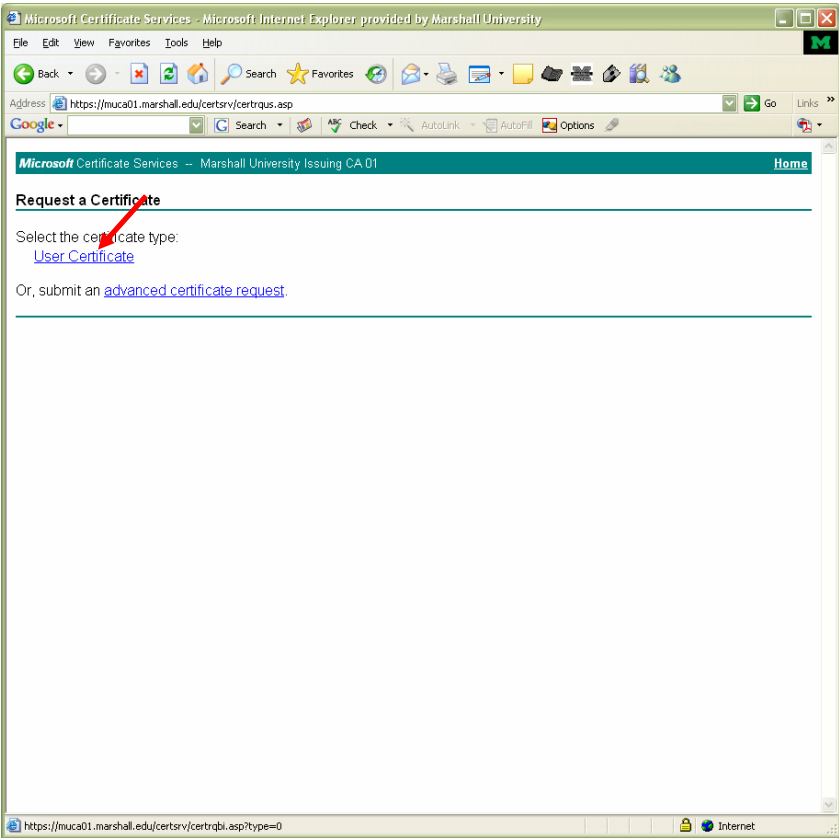 Microsoft Certificate Services - Microsoft Internet Explorer provided by Marshall University
File Edit View Favorites Tools Help
M
Back Search Favorites
Address https://muca01.marshall.edu/certsrv/certrqus.asp Go Links »
Google G Search ABC Check AutoLink AutoFill Options
Microsoft Certificate Services -- Marshall University Issuing CA 01 Home
Request a Certificate
Select the certificate type:
User Certificate
Or, submit an advanced certificate request.
https://muca01.marshall.edu/certsrv/certrqbi.asp?type=0 Internet